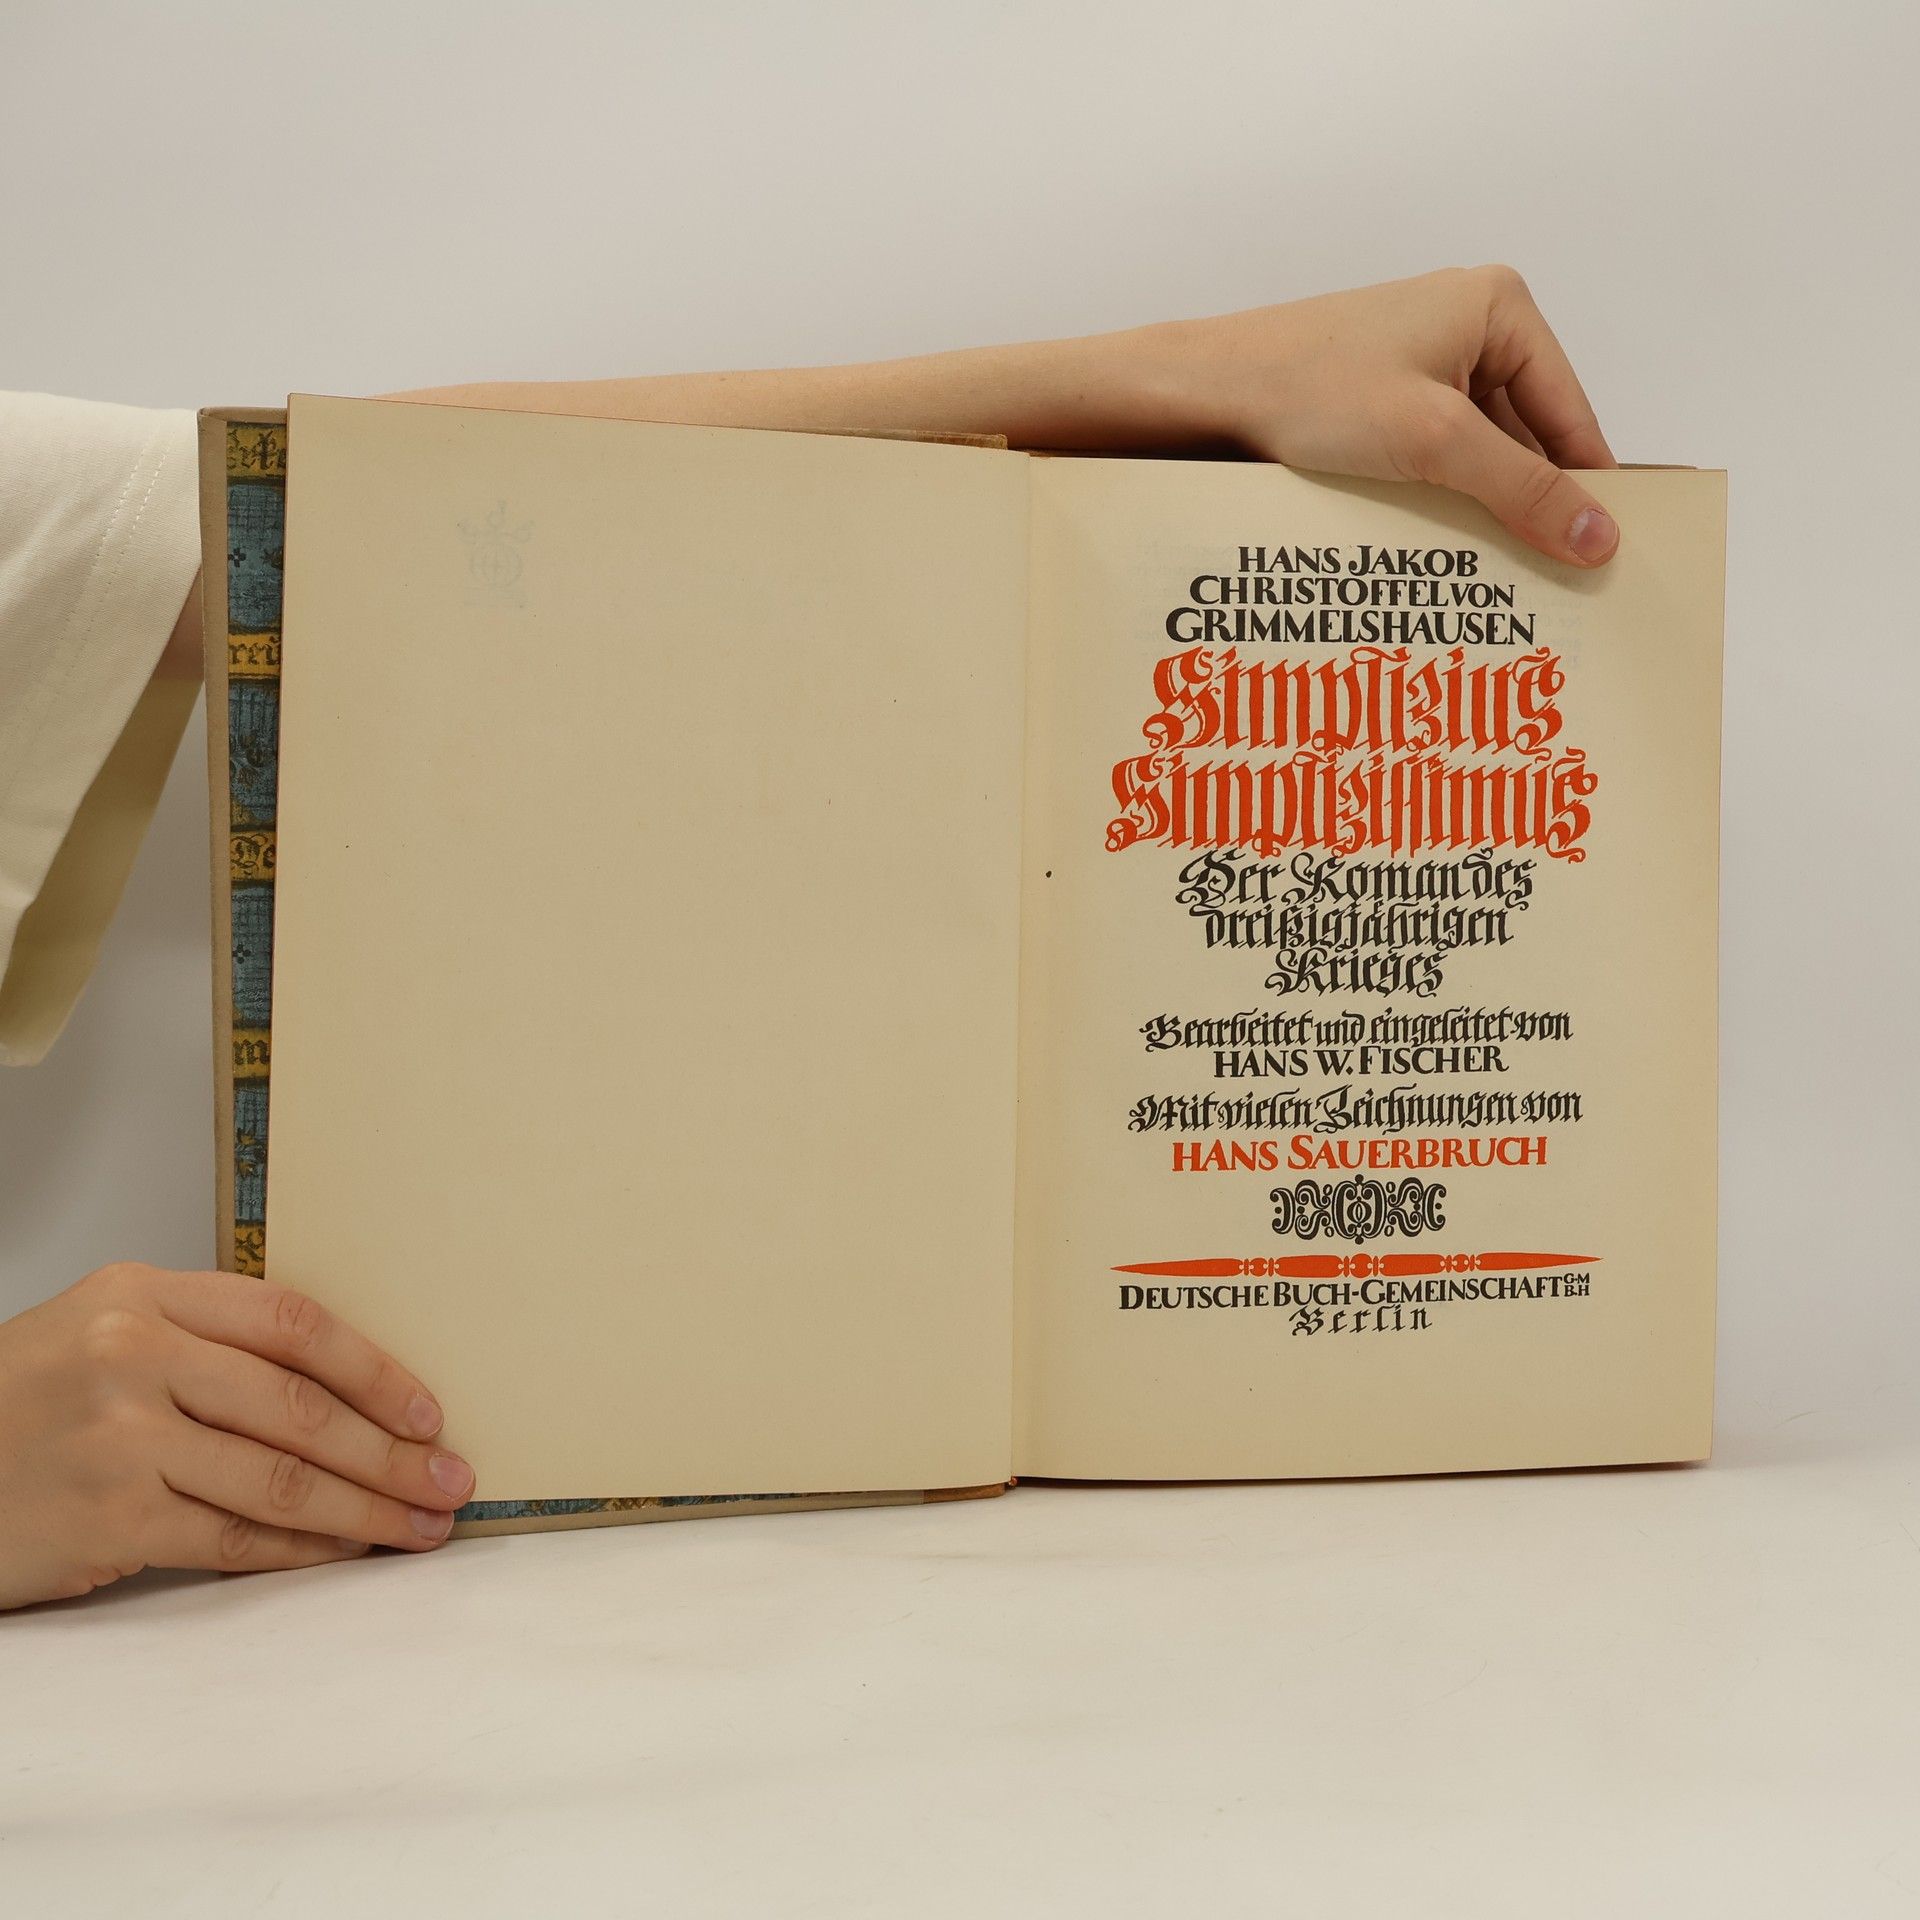 HANS JAKOB
CHRISTOFFEL VON
GRIMMELSHAUSEN
Simplizius
Simplizissimus
Der Roman des
dreißigjährigen
Krieges
Bearbeitet und eingeleitet von
HANS W. FISCHER
Mit vielen Zeichnungen von
HANS SAUERBRUCH
DEUTSCHE BUCH-GEMEINSCHAFT G·M B.H
Berlin